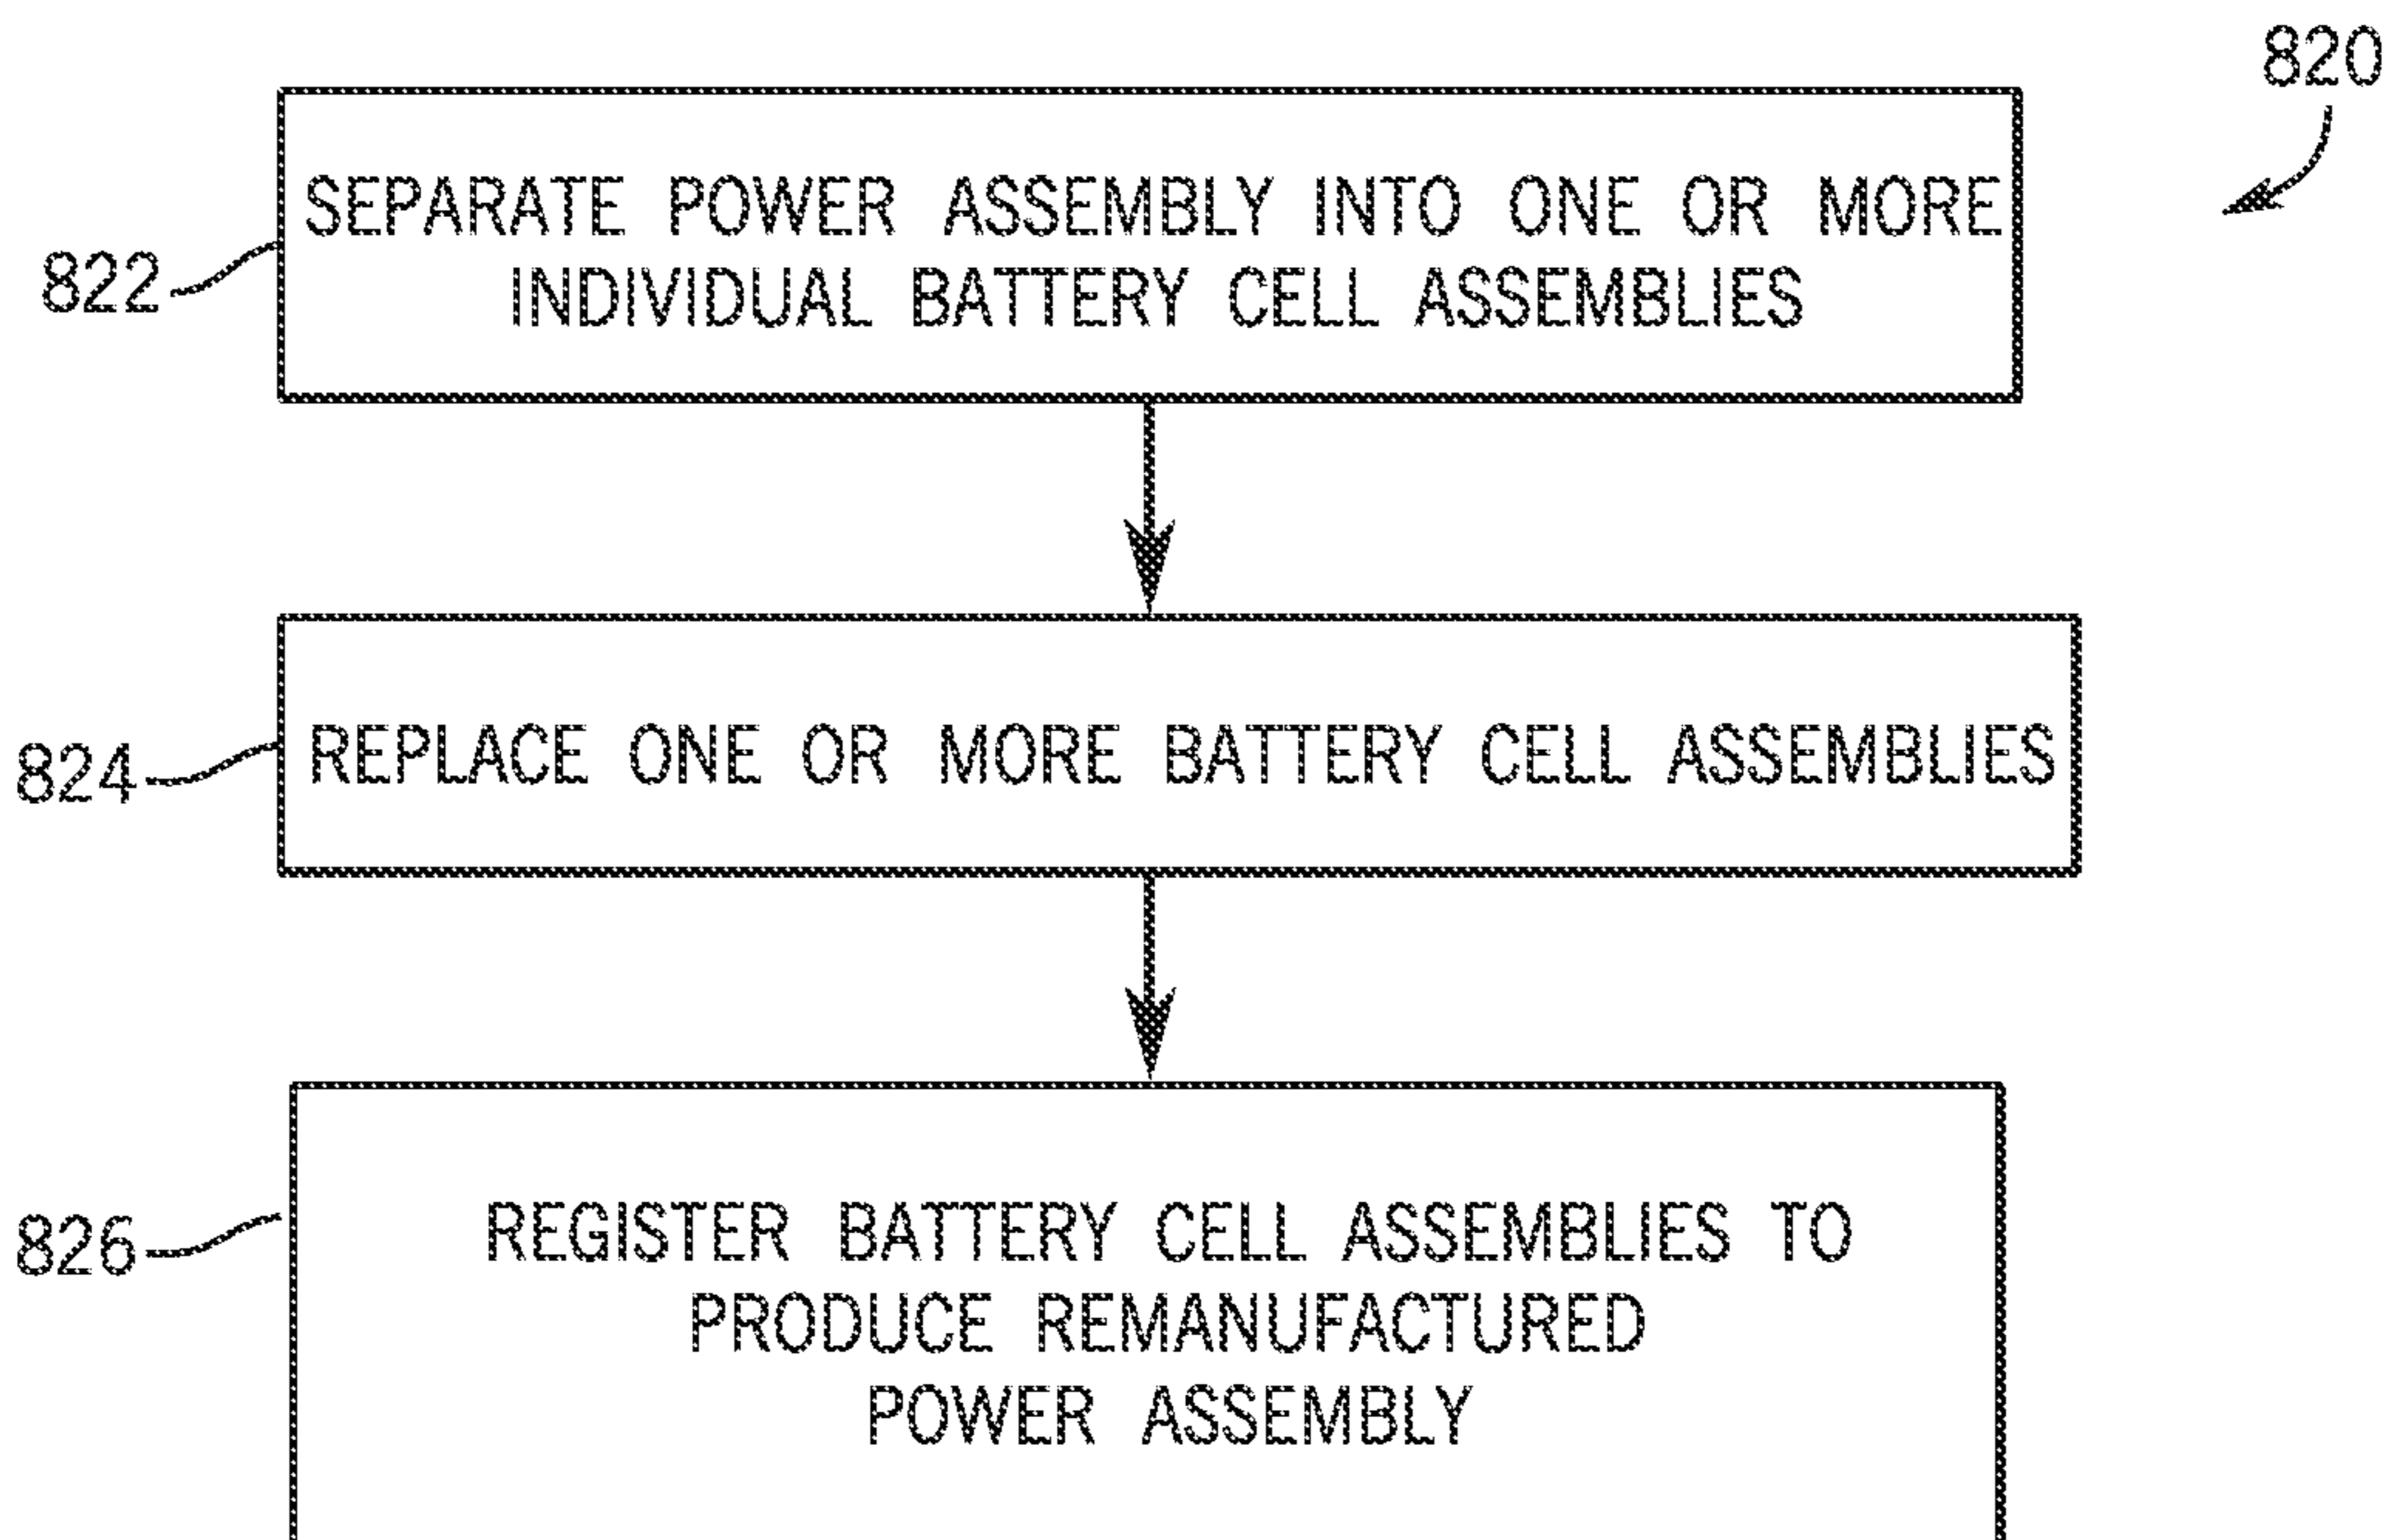 820
SEPARATE POWER ASSEMBLY INTO ONE OR MORE
INDIVIDUAL BATTERY CELL ASSEMBLIES
822
REPLACE ONE OR MORE BATTERY CELL ASSEMBLIES
824
REGISTER BATTERY CELL ASSEMBLIES TO
826
PRODUCE REMANUFACTURED
POWER ASSEMBLY